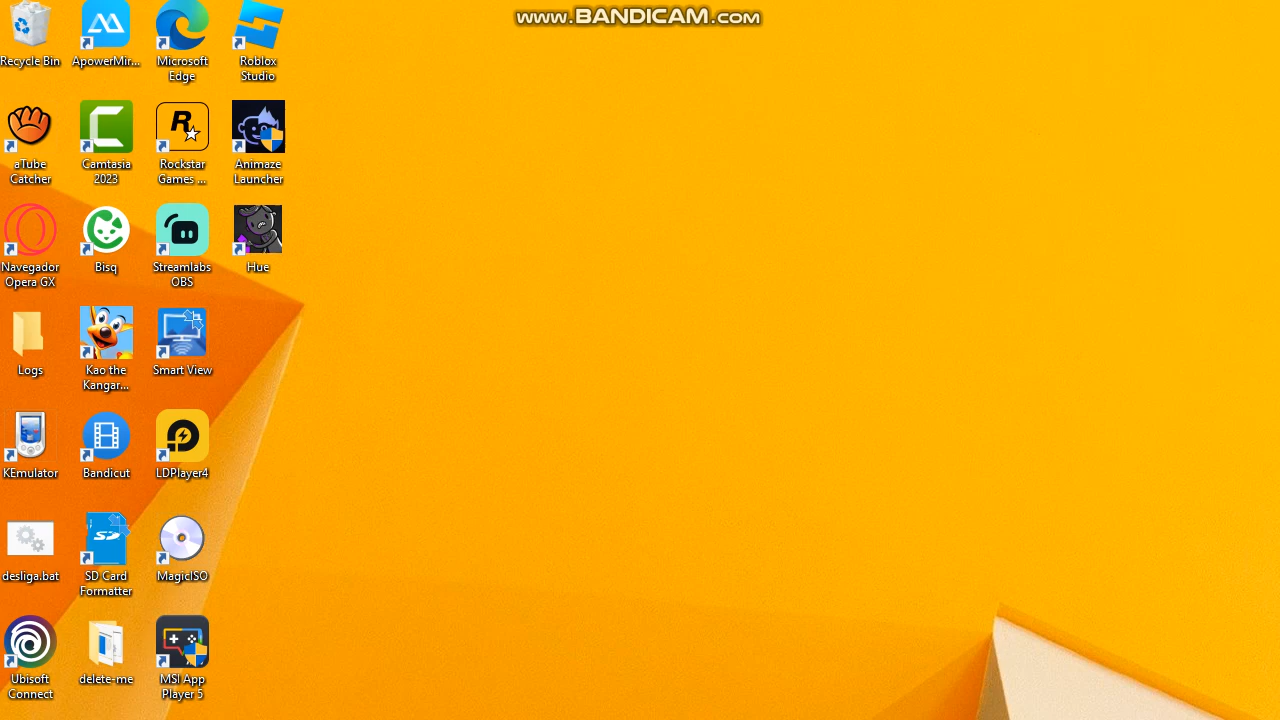 www.BANDICAM.com
Recycle Bin
ApowerMir...
Microsoft
Edge
Roblox
Studio
aTube
Catcher
Camtasia
2023
R
Rockstar
Games ...
Animaze
Launcher
Navegador
Opera GX
Bisq
Streamlabs
OBS
Hue
Logs
Kao the
Kangar...
Smart View
KEmulator
Bandicut
LDPlayer4
desliga.bat
SD
SD Card
Formatter
MagicISO
Ubisoft
Connect
delete-me
MSI App
Player 5